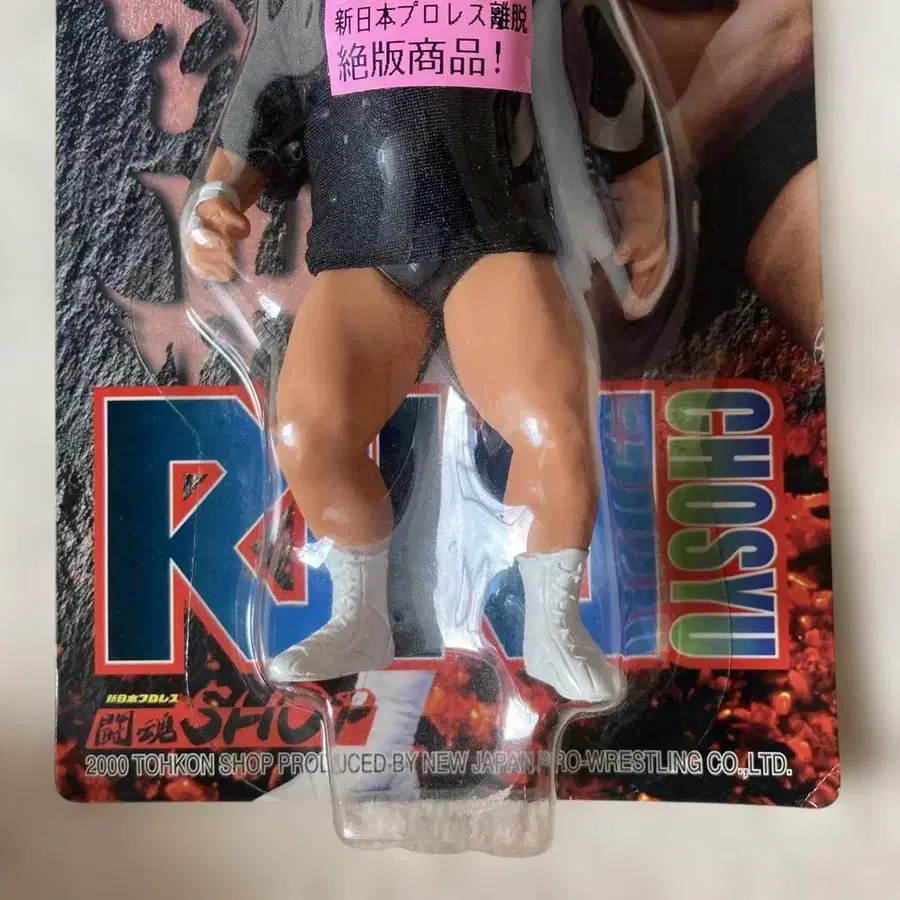 新日本プロレス離脱
絶版商品!
RIKI
CHOSYU
新日本プロレス
闘魂SHOP
2000 TOHKON SHOP PRODUCED BY NEW JAPAN PRO-WRESTLING CO.,LTD.